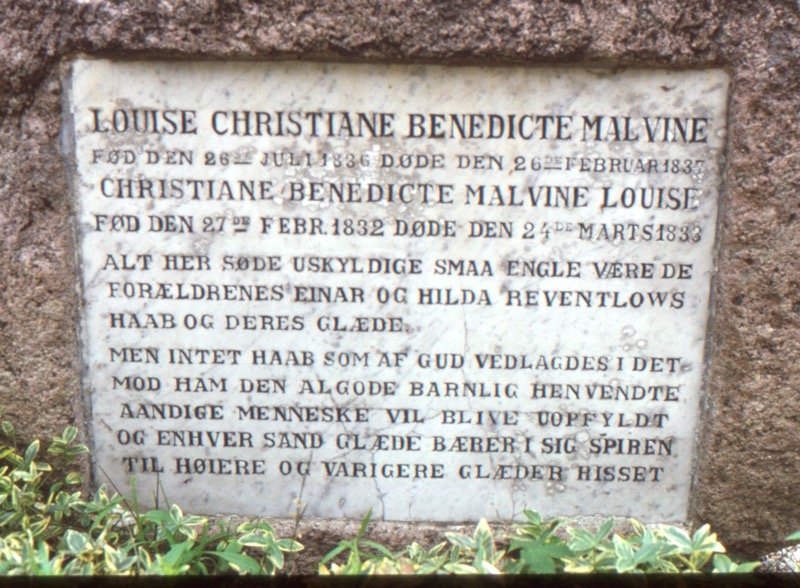 LOUISE CHRISTIANE BENEDICTE MALVINE
FØD DEN 26DE JULI 1836 DØDE DEN 26DE FEBRUAR 1837
CHRISTIANE BENEDICTE MALVINE LOUISE
FØD DEN 27DE FEBR. 1832 DØDE DEN 24DE MARTS 1833
ALT HER SØDE USKYLDIGE SMAA ENGLE VÆRE DE
FORÆLDRENES EINAR OG HILDA REVENTLOWS
HAAB OG DERES GLÆDE.
MEN INTET HAAB SOM AF GUD VEDLAGDES I DET
MOD HAM DEN ALGODE BARNLIG HENVENDTE
AANDIGE MENNESKE VIL BLIVE UOPFYLDT
OG ENHVER SAND GLÆDE BÆRER I SIG SPIREN
TIL HØIERE OG VARIGERE GLÆDER HISSET